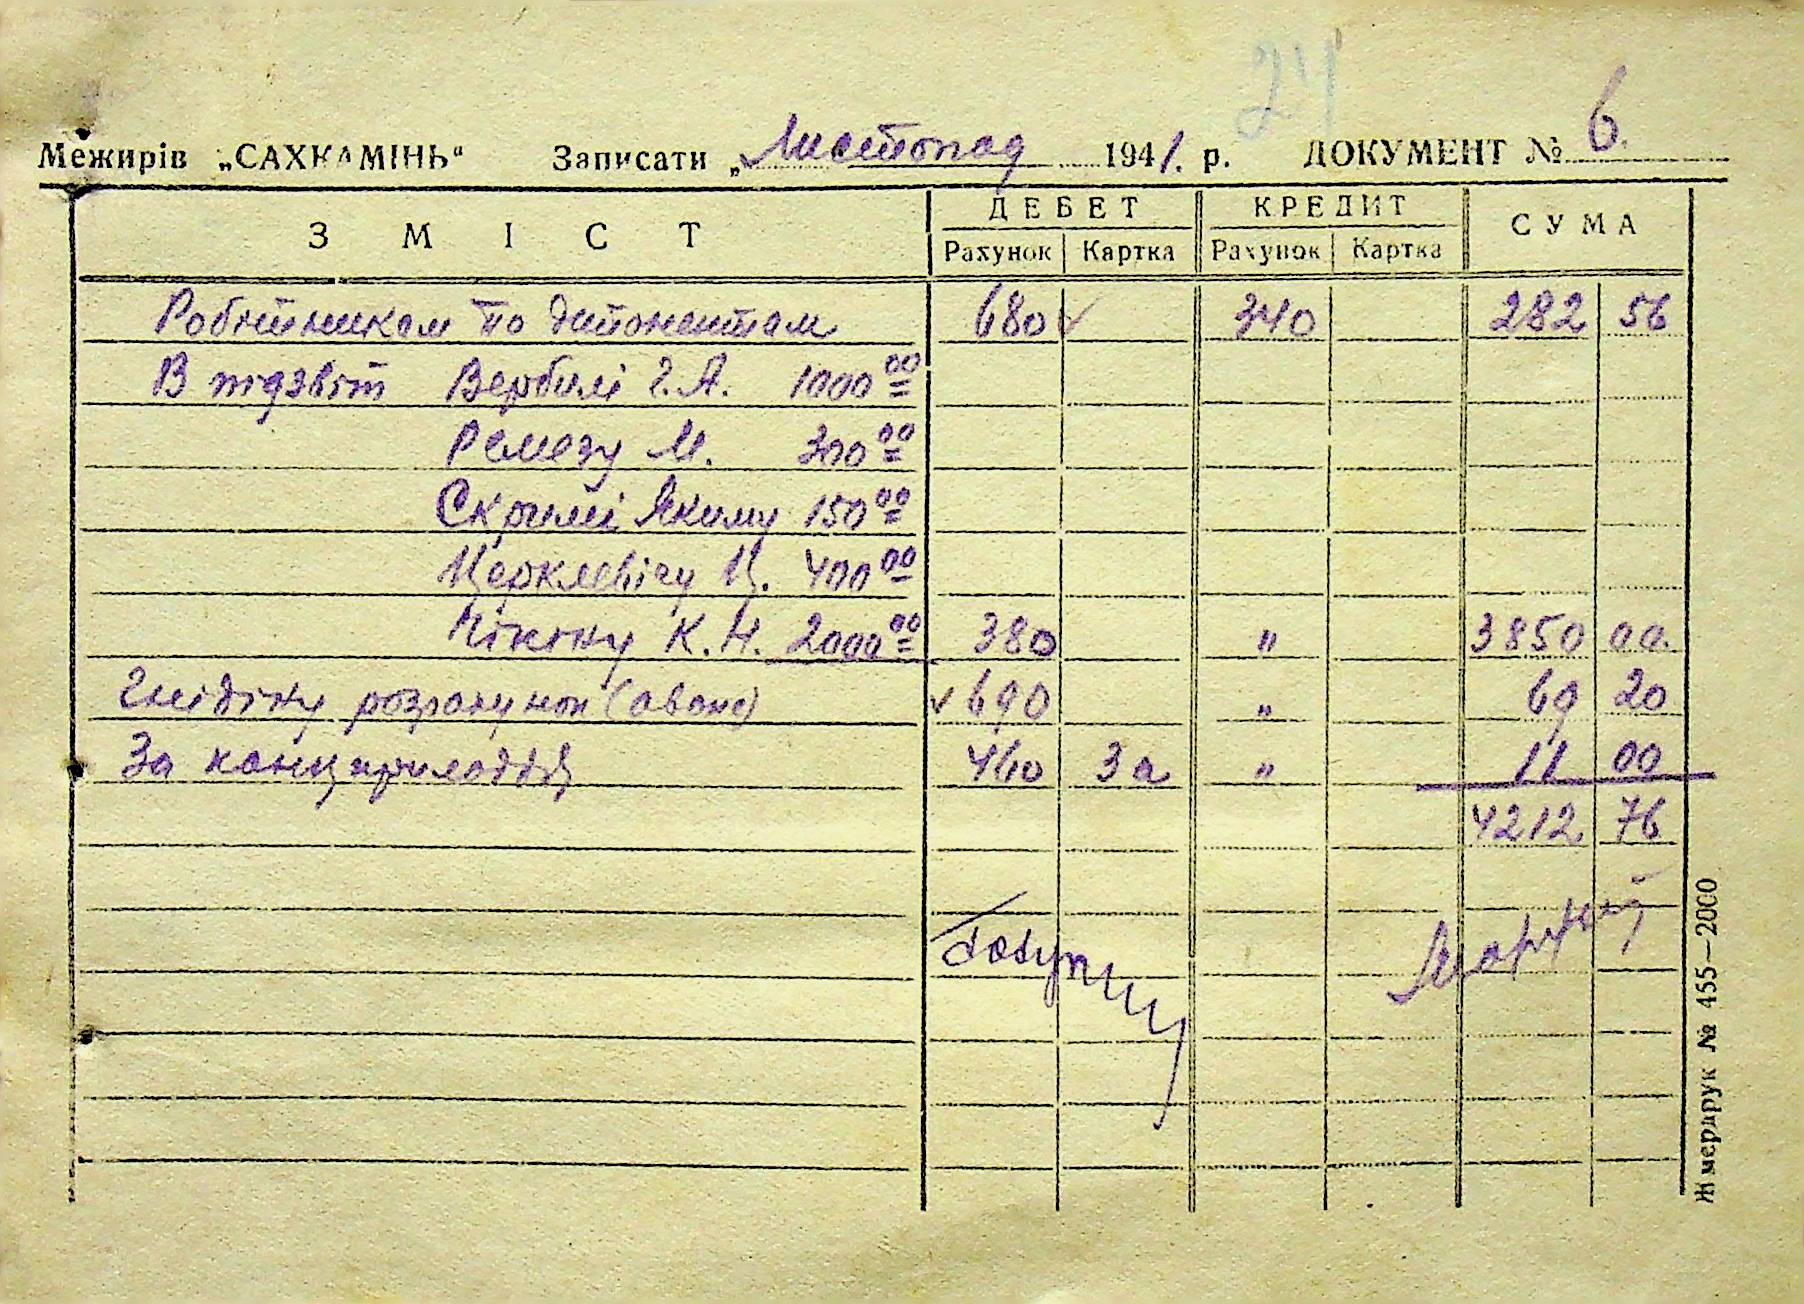 24
Межирів „САХКАМІНЬ“ Записати „Листопад 1941. р. ДОКУМЕНТ № 6.
ЗМІСТ ДЕБЕТ КРЕДИТ СУМА
Рахунок Картка Рахунок Картка
Робітникам по депонентам 680 340 282 56
В підзвіт Вербилі Г. А. 1000 00
Ремезу М. 300 00
Скрипці Якиму 150 00
Церклевічу Ц. 400 00
К. Н. 2000 00 380 " 3850 00.
Гнідіну розрахунок (аванс) 690 " 69 20
За канцприладдя 460 3а " 11 00
4212 76
Жмердрук № 455—2000